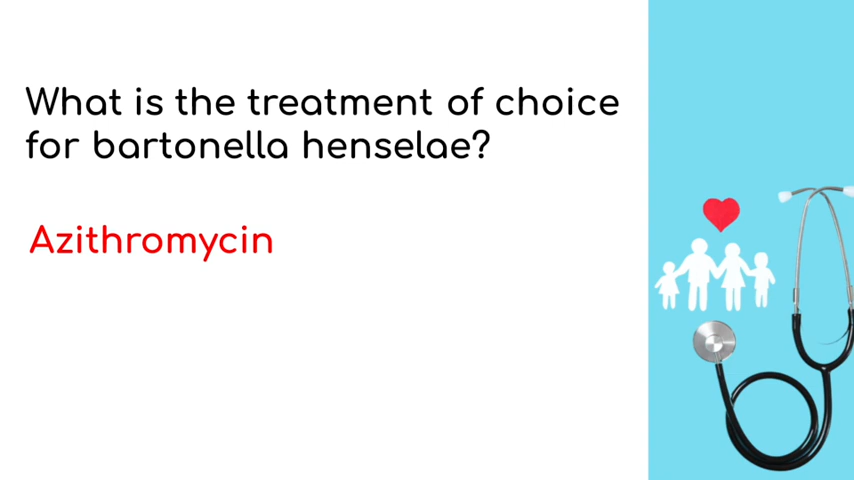 What is the treatment of choice
for bartonella henselae?
Azithromycin